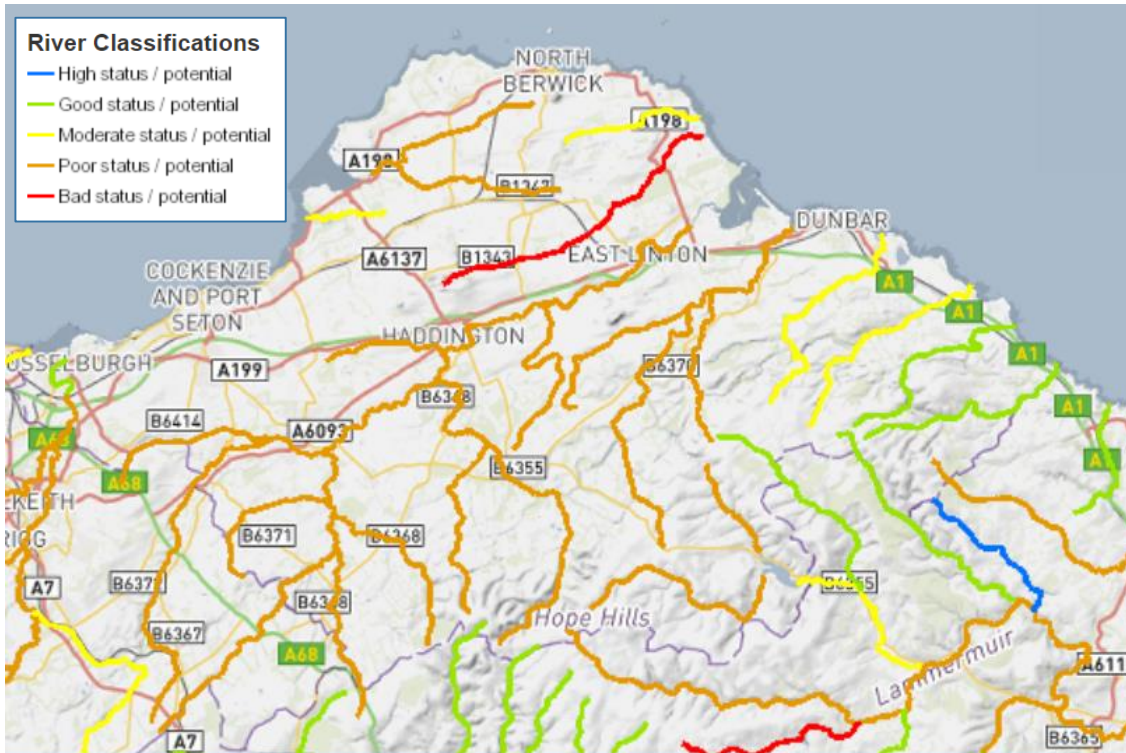 River Classifications
High status / potential
Good status / potential
Moderate status / potential
Poor status / potential
Bad status / potential
NORTH
BERWICK
A198
A198
B1347
DUNBAR
A6137
B1343
EAST LINTON
COCKENZIE
AND PORT
SETON
A1
A1
HADDINGTON
OSSELBURGH
A199
B6370
A1
B6368
A1
B6414
A6093
A68
B6355
A68
LKEITH
RIGG
B6371
B6368
A7
B6372
B6355
B6368
Hope Hills
B6367
A68
Lammermuir
A611
A7
B6365